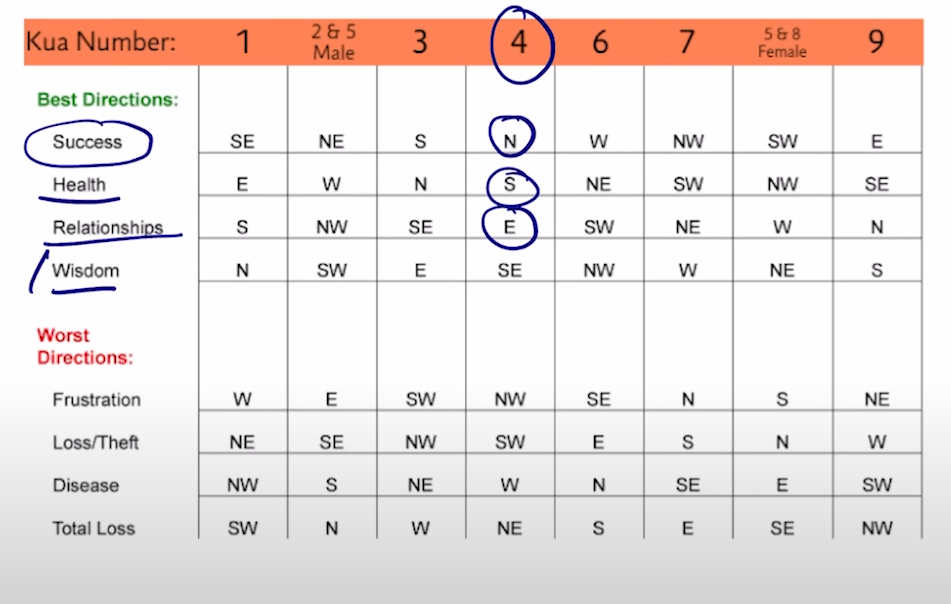 Kua Number: 1 2 & 5 Male 3 4 6 7 5 & 8 Female 9
Best Directions:
Success SE NE S N W NW SW E
Health E W N S NE SW NW SE
Relationships S NW SE E SW NE W N
Wisdom N SW E SE NW W NE S
Worst
Directions:
Frustration W E SW NW SE N S NE
Loss/Theft NE SE NW SW E S N W
Disease NW S NE W N SE E SW
Total Loss SW N W NE S E SE NW